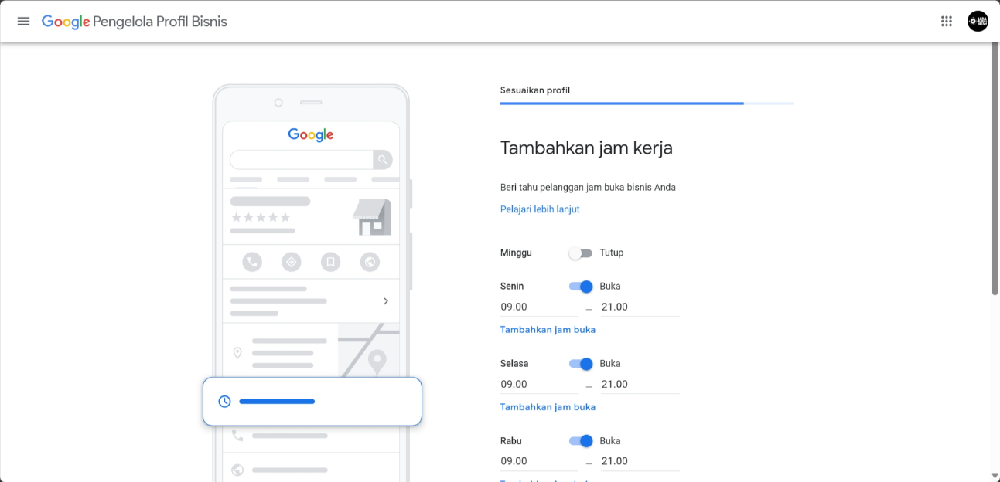 Google Pengelola Profil Bisnis
Sesuaikan profil
Google
Tambahkan jam kerja
Beri tahu pelanggan jam buka bisnis Anda
Pelajari lebih lanjut
Minggu Tutup
Senin Buka
09.00 – 21.00
Tambahkan jam buka
Selasa Buka
09.00 – 21.00
Tambahkan jam buka
Rabu Buka
09.00 – 21.00